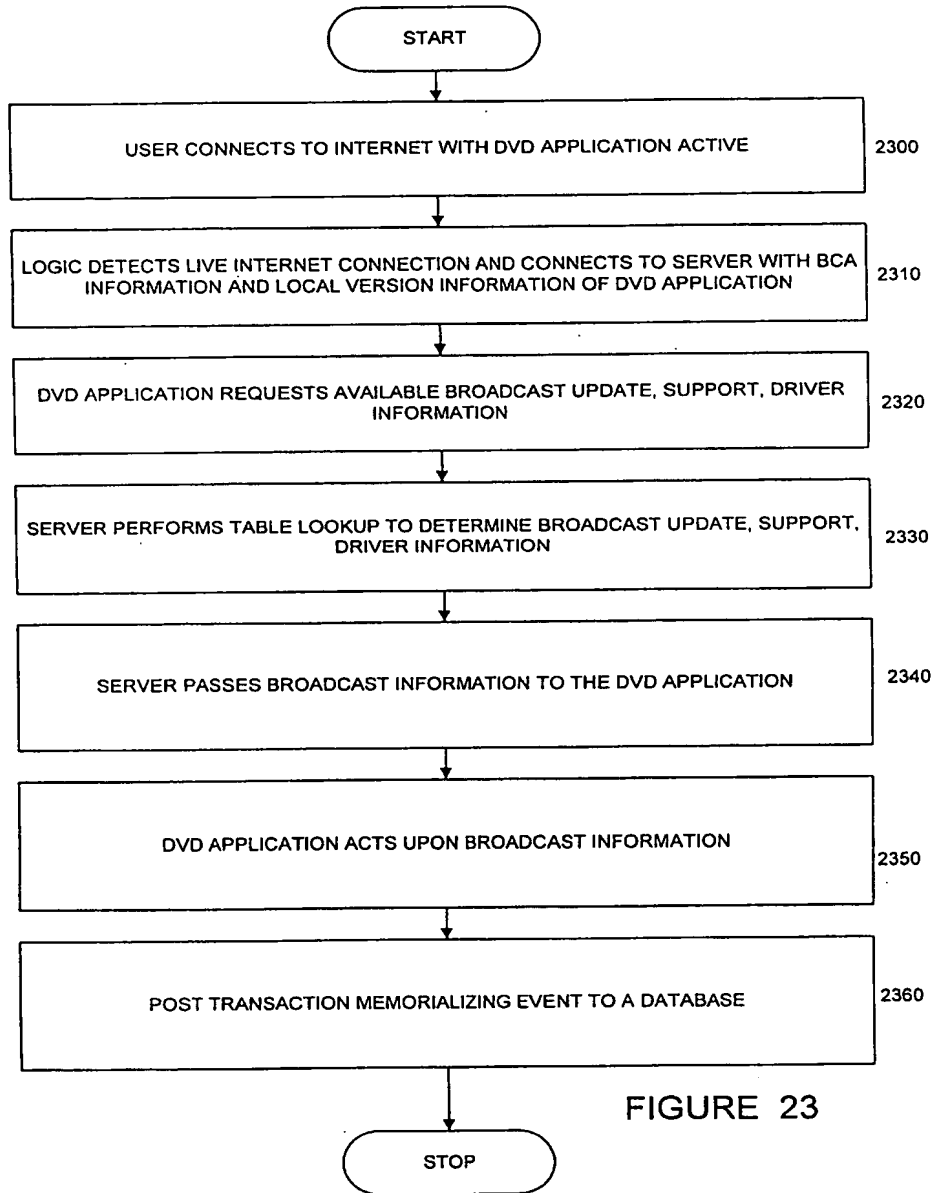 START
USER CONNECTS TO INTERNET WITH DVD APPLICATION ACTIVE
2300
LOGIC DETECTS LIVE INTERNET CONNECTION AND CONNECTS TO SERVER WITH BCA
INFORMATION AND LOCAL VERSION INFORMATION OF DVD APPLICATION
2310
DVD APPLICATION REQUESTS AVAILABLE BROADCAST UPDATE, SUPPORT, DRIVER
INFORMATION
2320
SERVER PERFORMS TABLE LOOKUP TO DETERMINE BROADCAST UPDATE, SUPPORT,
DRIVER INFORMATION
2330
SERVER PASSES BROADCAST INFORMATION TO THE DVD APPLICATION
2340
DVD APPLICATION ACTS UPON BROADCAST INFORMATION
2350
POST TRANSACTION MEMORIALIZING EVENT TO A DATABASE
2360
FIGURE 23
STOP